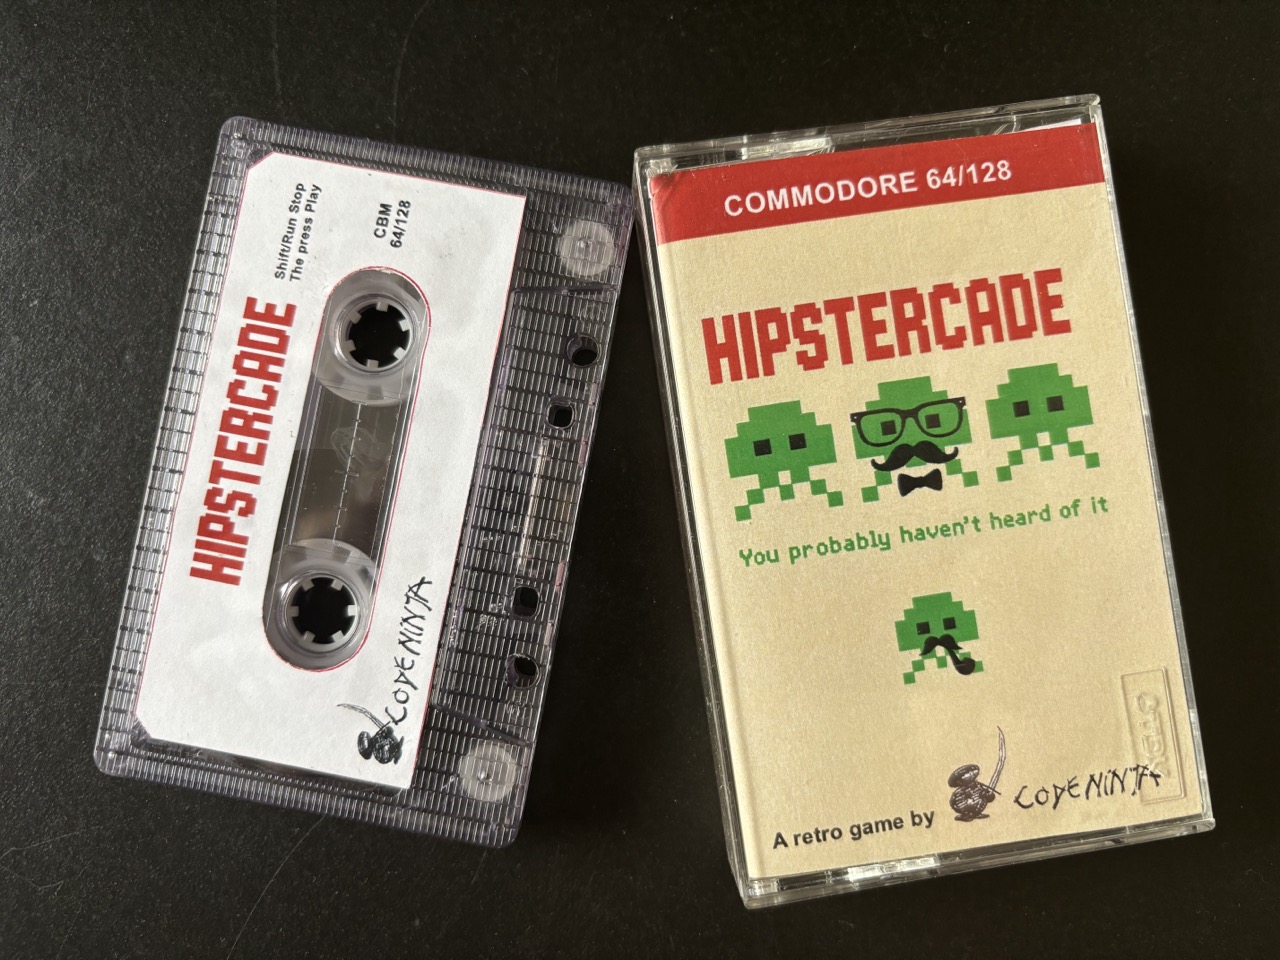 HIPSTERCADE
Shift/Run Stop
The press Play
CBM
64/128
CODE NINJA
COMMODORE 64/128
HIPSTERCADE
You probably haven't heard of it
A retro game by
CODE NINJA